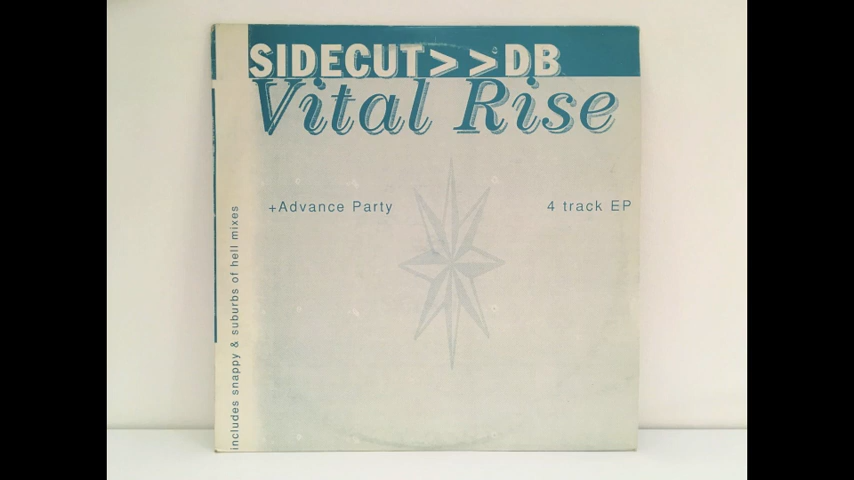 SIDECUT>>DB
Vital Rise
+Advance Party
4 track EP
includes snappy & suburbs of hell mixes